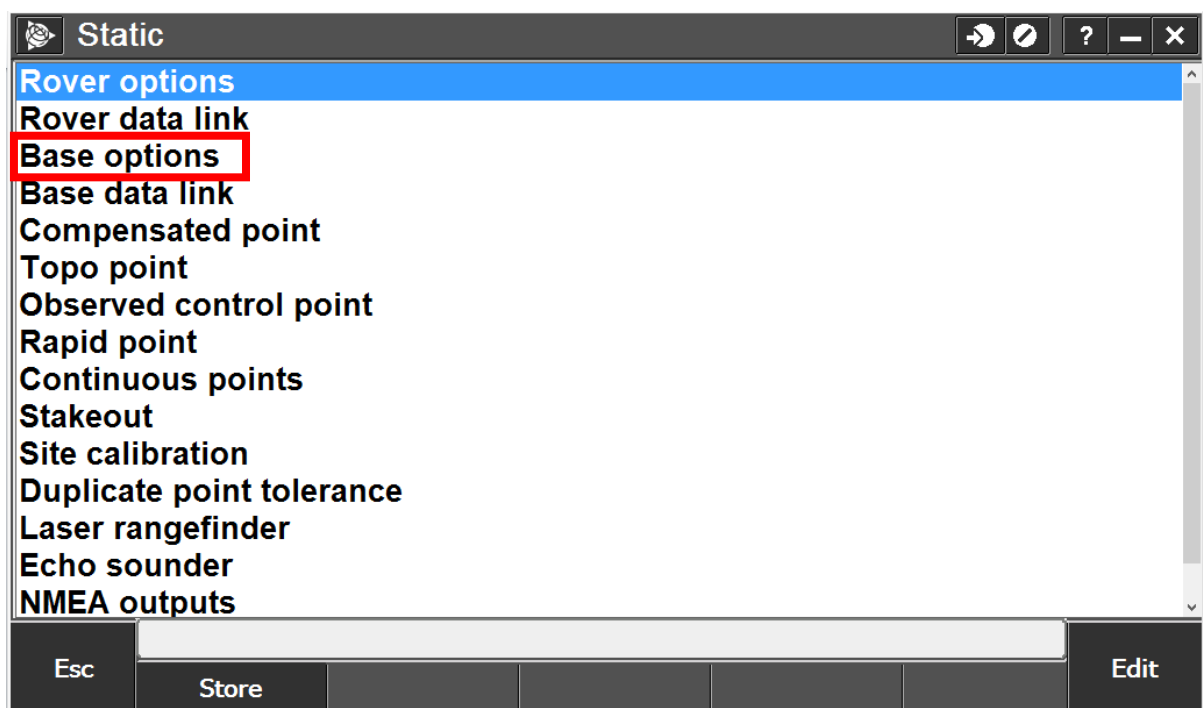 Static
?
Rover options
Rover data link
Base options
Base data link
Compensated point
Topo point
Observed control point
Rapid point
Continuous points
Stakeout
Site calibration
Duplicate point tolerance
Laser rangefinder
Echo sounder
NMEA outputs
Esc
Store
Edit